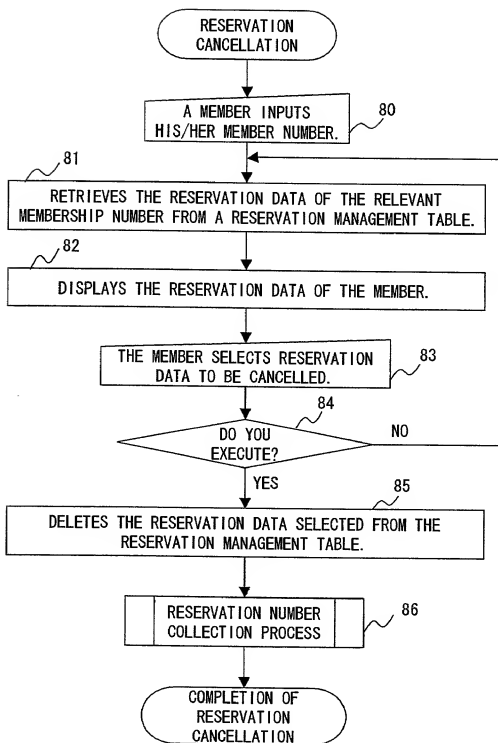 RESERVATION
CANCELLATION
A MEMBER INPUTS
HIS/HER MEMBER NUMBER.
80
81
RETRIEVES THE RESERVATION DATA OF THE RELEVANT
MEMBERSHIP NUMBER FROM A RESERVATION MANAGEMENT TABLE.
82
DISPLAYS THE RESERVATION DATA OF THE MEMBER.
THE MEMBER SELECTS RESERVATION
DATA TO BE CANCELLED.
83
84
DO YOU
EXECUTE?
NO
YES
85
DELETES THE RESERVATION DATA SELECTED FROM THE
RESERVATION MANAGEMENT TABLE.
RESERVATION NUMBER
COLLECTION PROCESS
86
COMPLETION OF
RESERVATION
CANCELLATION